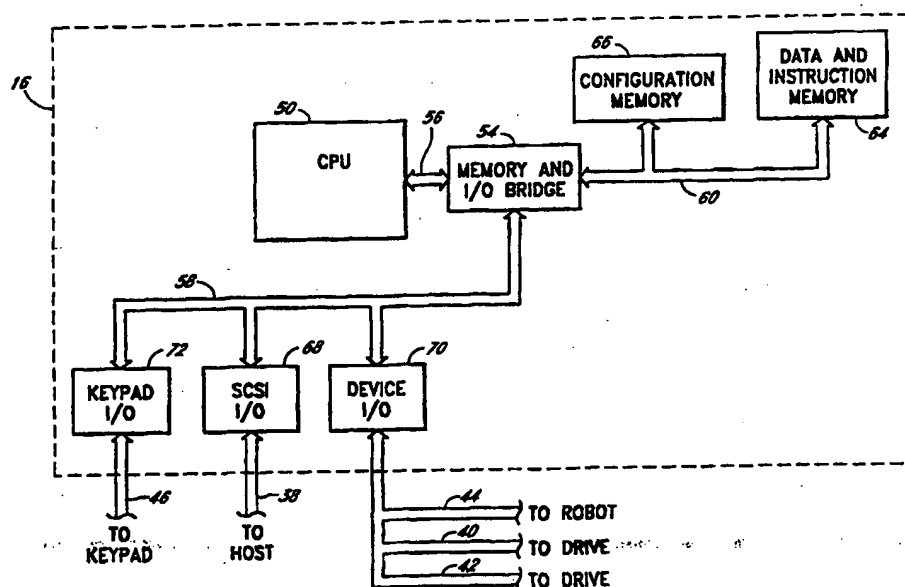 16
66
CONFIGURATION
MEMORY
DATA AND
INSTRUCTION
MEMORY
64
50
CPU
56
54
MEMORY AND
I/O BRIDGE
60
58
72
KEYPAD
I/O
68
SCSI
I/O
70
DEVICE
I/O
46
TO
KEYPAD
38
TO
HOST
44
TO ROBOT
40
TO DRIVE
42
TO DRIVE